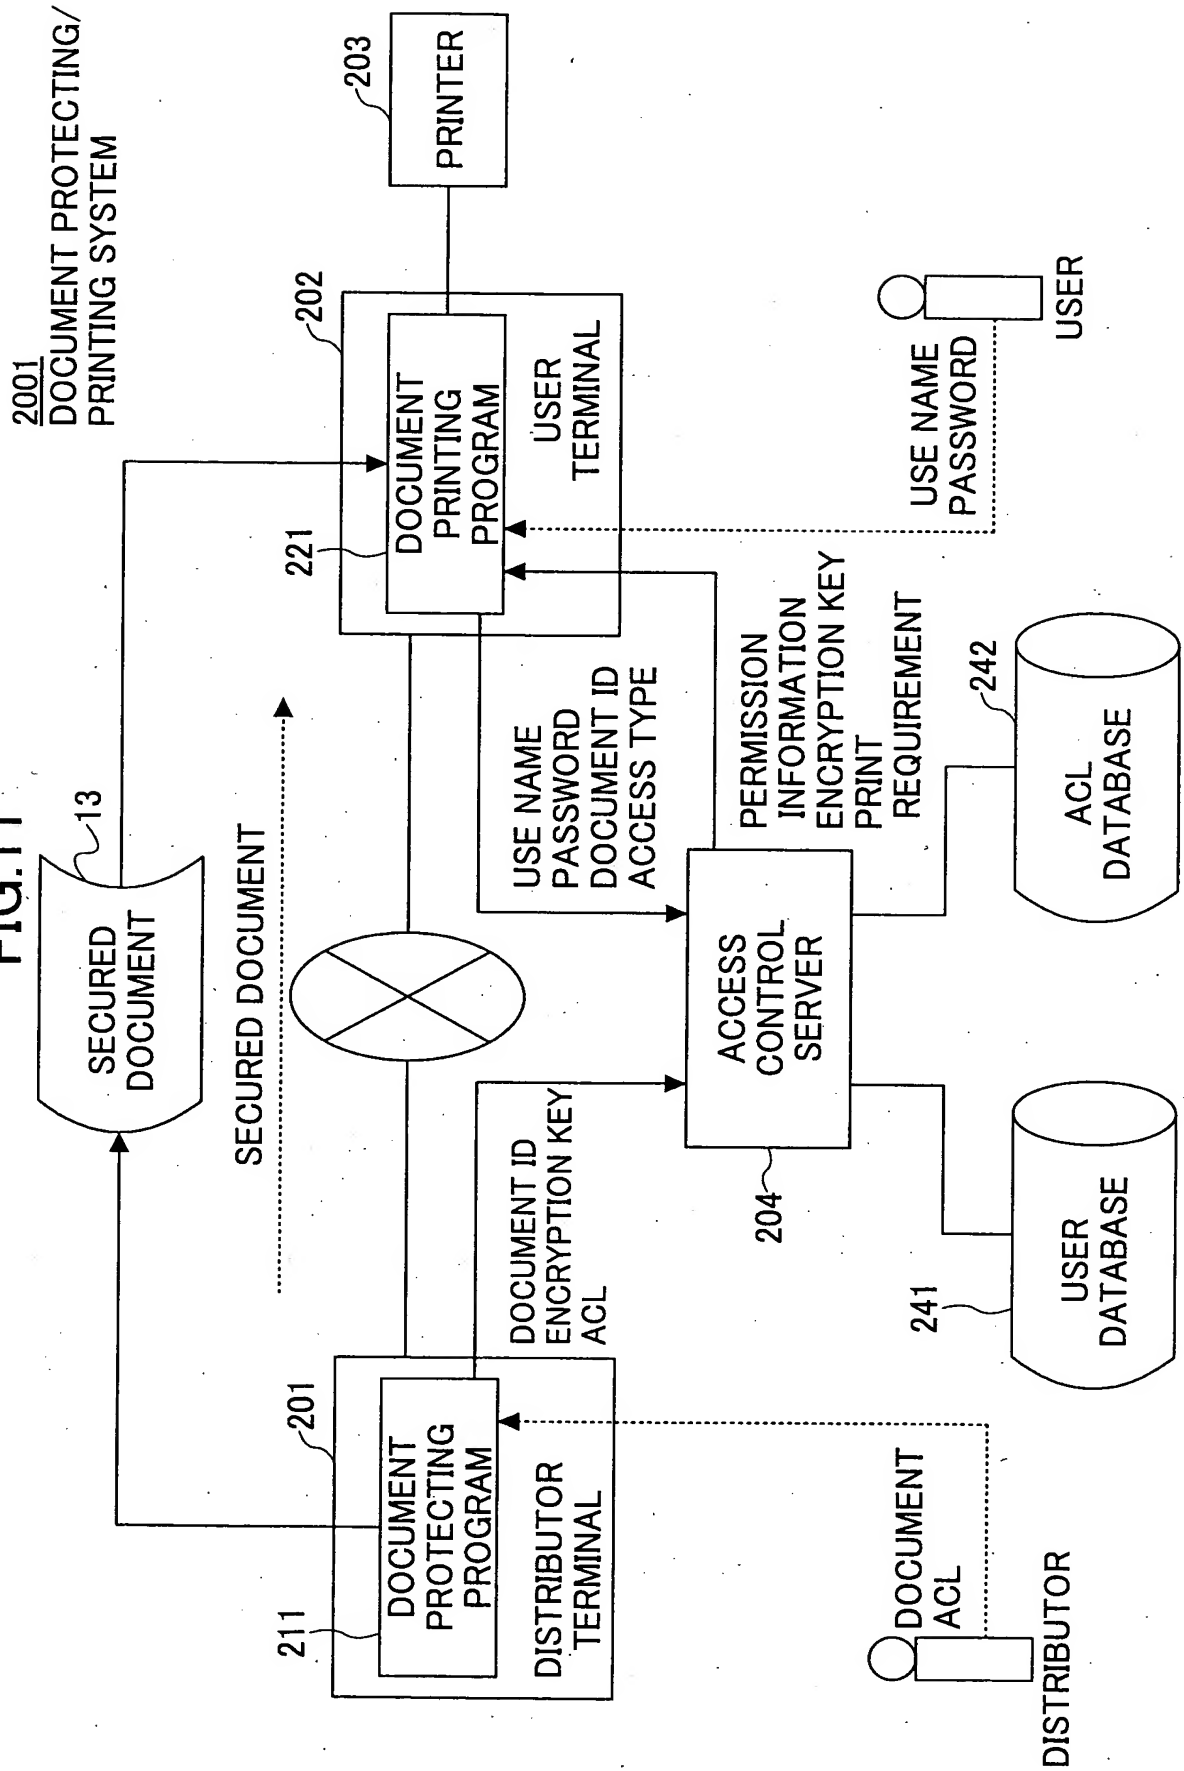 FIG.11
2001
DOCUMENT PROTECTING/
PRINTING SYSTEM
SECURED
DOCUMENT
13
SECURED DOCUMENT
201
211
DOCUMENT
PROTECTING
PROGRAM
DISTRIBUTOR
TERMINAL
202
221
DOCUMENT
PRINTING
PROGRAM
USER
TERMINAL
203
PRINTER
DOCUMENT ID
ENCRYPTION KEY
ACL
USE NAME
PASSWORD
DOCUMENT ID
ACCESS TYPE
PERMISSION
INFORMATION
ENCRYPTION KEY
PRINT
REQUIREMENT
204
ACCESS
CONTROL
SERVER
DOCUMENT
ACL
DISTRIBUTOR
241
USER
DATABASE
242
ACL
DATABASE
USE NAME
PASSWORD
USER